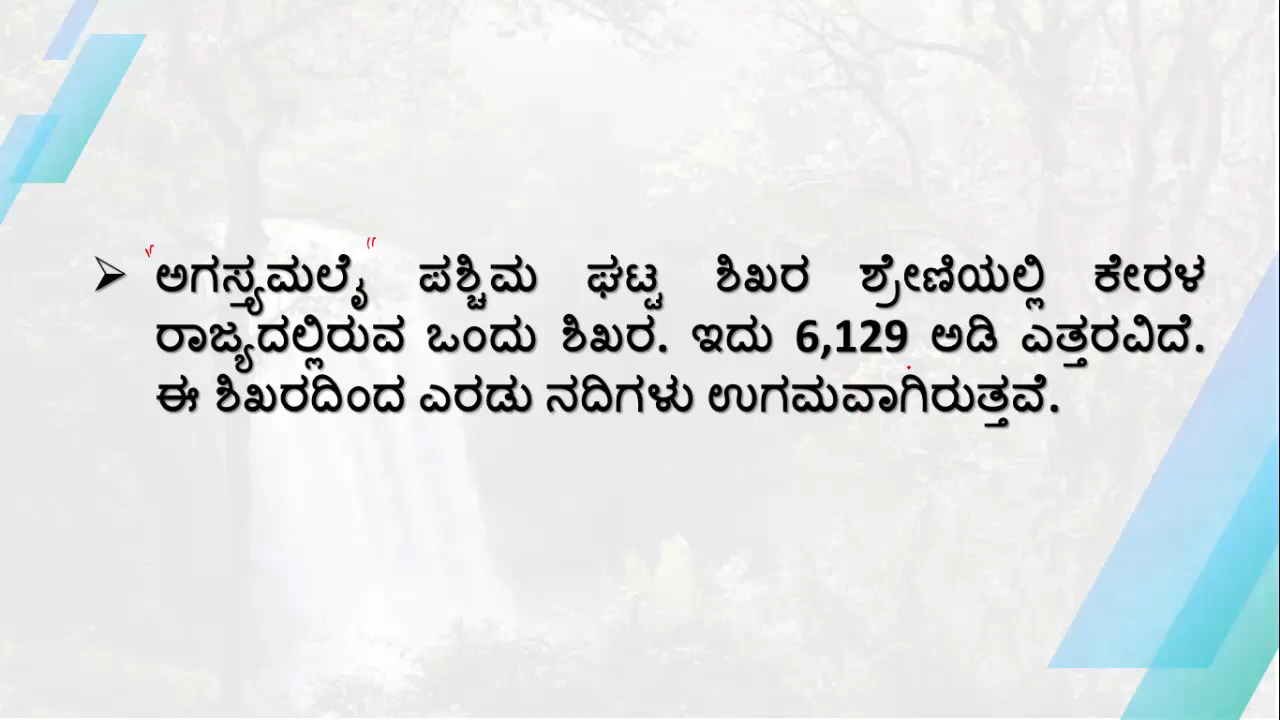 ➢ ಅಗಸ್ತ್ಯಮಲೈ ಪಶ್ಚಿಮ ಘಟ್ಟ ಶಿಖರ ಶ್ರೇಣಿಯಲ್ಲಿ ಕೇರಳ
ರಾಜ್ಯದಲ್ಲಿರುವ ಒಂದು ಶಿಖರ. ಇದು 6,129 ಅಡಿ ಎತ್ತರವಿದೆ.
ಈ ಶಿಖರದಿಂದ ಎರಡು ನದಿಗಳು ಉಗಮವಾಗಿರುತ್ತವೆ.